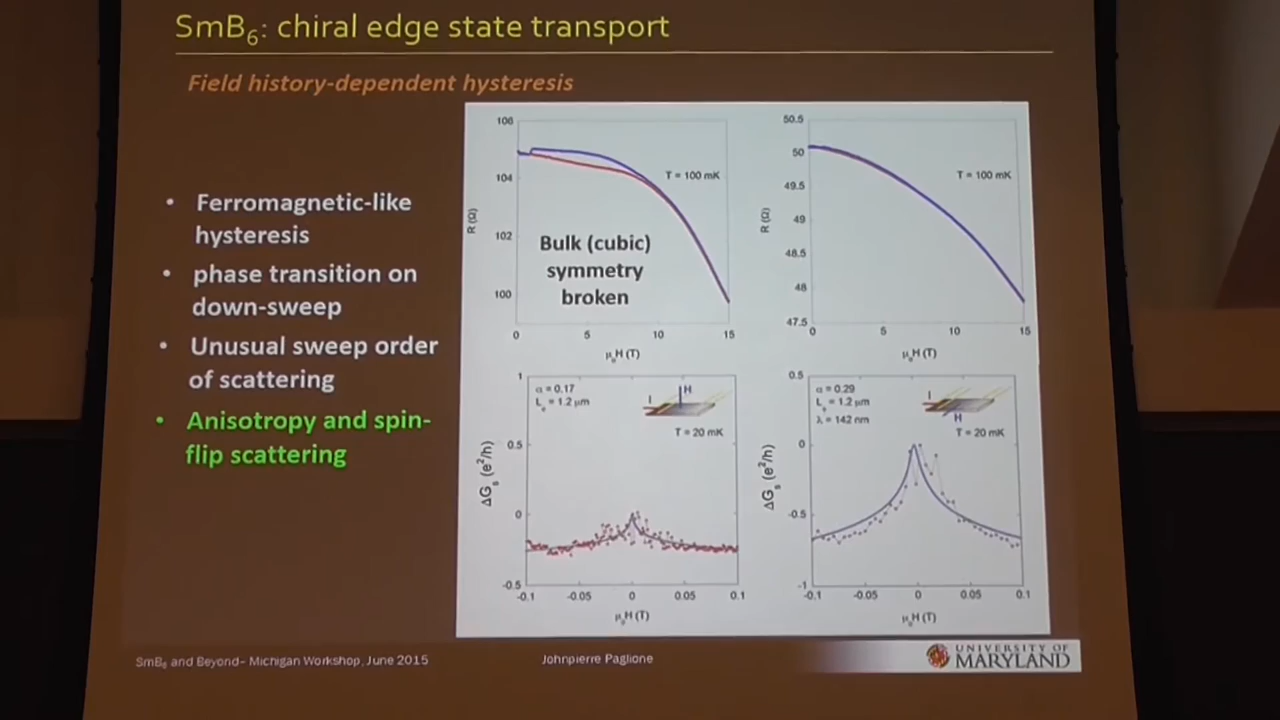 SmB₆: chiral edge state transport
Field history-dependent hysteresis
• Ferromagnetic-like
hysteresis
• phase transition on
down-sweep
• Unusual sweep order
of scattering
• Anisotropy and spin-
flip scattering
106
104
102
100
R (Ω)
T = 100 mK
Bulk (cubic)
symmetry
broken
0 5 10 15
μ₀H (T)
50.5
50
49.5
49
48.5
48
47.5
R (Ω)
T = 100 mK
0 5 10 15
μ₀H (T)
1
0.5
0
-0.5
ΔGs (e²/h)
α = 0.17
Lₑ = 1.2 μm
I
H
T = 20 mK
-0.1 -0.05 0 0.05 0.1
μ₀H (T)
0.5
0
-0.5
-1
ΔGs (e²/h)
α = 0.29
Lₑ = 1.2 μm
λ = 142 nm
I
H
T = 20 mK
-0.1 -0.05 0 0.05 0.1
μ₀H (T)
SmB₆ and Beyond– Michigan Workshop, June 2015
Johnpierre Paglione
UNIVERSITY OF
MARYLAND